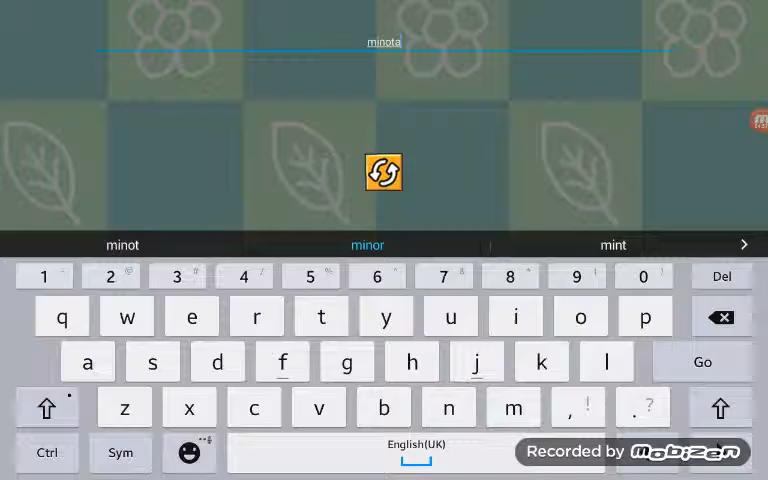 minota
minot minor mint >
1 2 @ 3 # 4 / 5 % 6 ^ 7 & 8 * 9 ( 0 ) Del
q w e r t y u i o p
a s d f g h j k l Go
z x c v b n m , ! . ?
Ctrl Sym English(UK)
Recorded by Mobizen